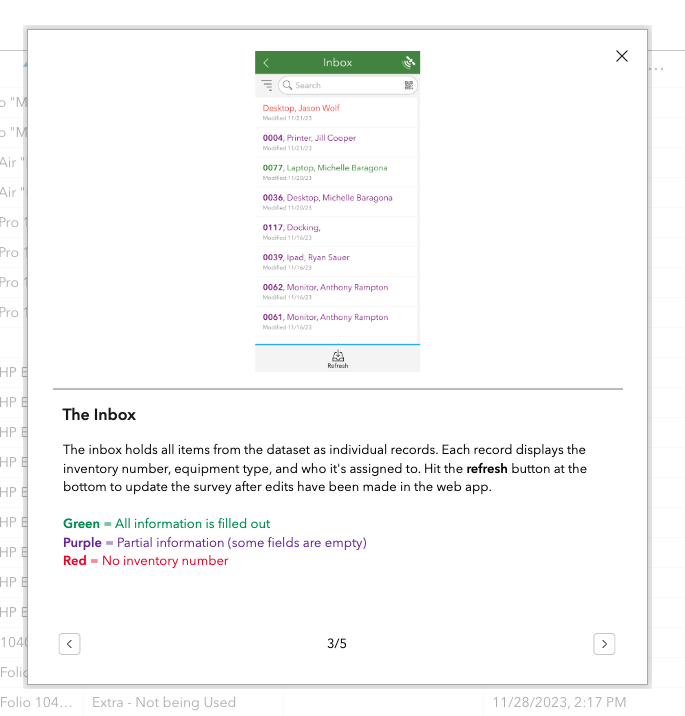 Inbox
Search
Desktop, Jason Wolf
Modified 11/21/23
0004, Printer, Jill Cooper
Modified 11/21/23
0077, Laptop, Michelle Baragona
Modified 11/20/23
0036, Desktop, Michelle Baragona
Modified 11/20/23
0117, Docking,
Modified 11/16/23
0039, Ipad, Ryan Sauer
Modified 11/16/23
0062, Monitor, Anthony Rampton
Modified 11/16/23
0061, Monitor, Anthony Rampton
Modified 11/16/23
Refresh
The Inbox
The inbox holds all items from the dataset as individual records. Each record displays the
inventory number, equipment type, and who it's assigned to. Hit the refresh button at the
bottom to update the survey after edits have been made in the web app.
Green = All information is filled out
Purple = Partial information (some fields are empty)
Red = No inventory number
3/5
o "M
o "M
Air "
Air "
Pro 1
Pro 1
Pro 1
Pro 1
HP E
HP E
HP E
HP E
HP E
HP E
HP E
HP E
HP E
1040
Folio
Folio 104... Extra - Not being Used 11/28/2023, 2:17 PM